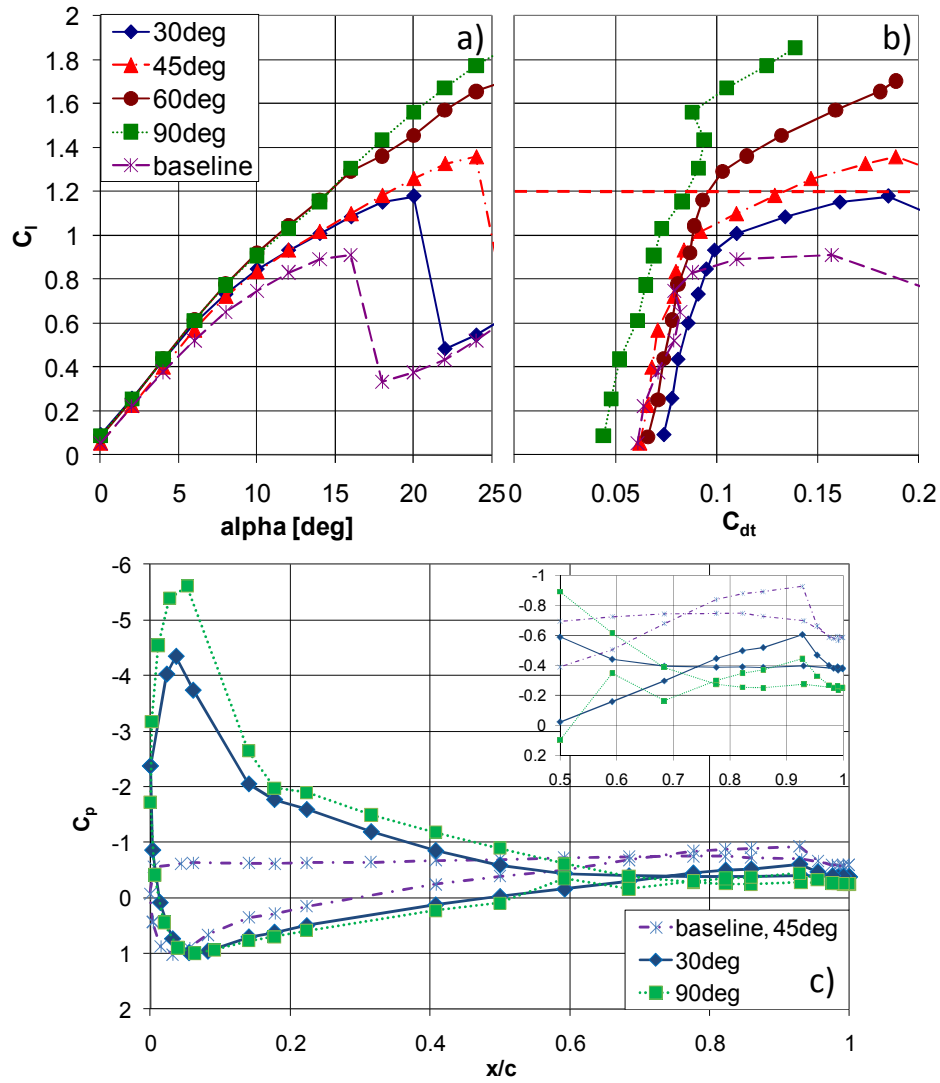 a)
30deg
45deg
60deg
90deg
baseline
2
1.8
1.6
1.4
1.2
1
0.8
0.6
0.4
0.2
0
C_l
0 5 10 15 20 25
alpha [deg]
b)
0.00 0.05 0.1 0.15 0.2
C_dt
-6
-5
-4
-3
-2
-1
0
1
2
C_p
-1
-0.8
-0.6
-0.4
-0.2
0
0.2
0.5 0.6 0.7 0.8 0.9 1
baseline, 45deg
30deg
90deg
c)
0 0.2 0.4 0.6 0.8 1
x/c